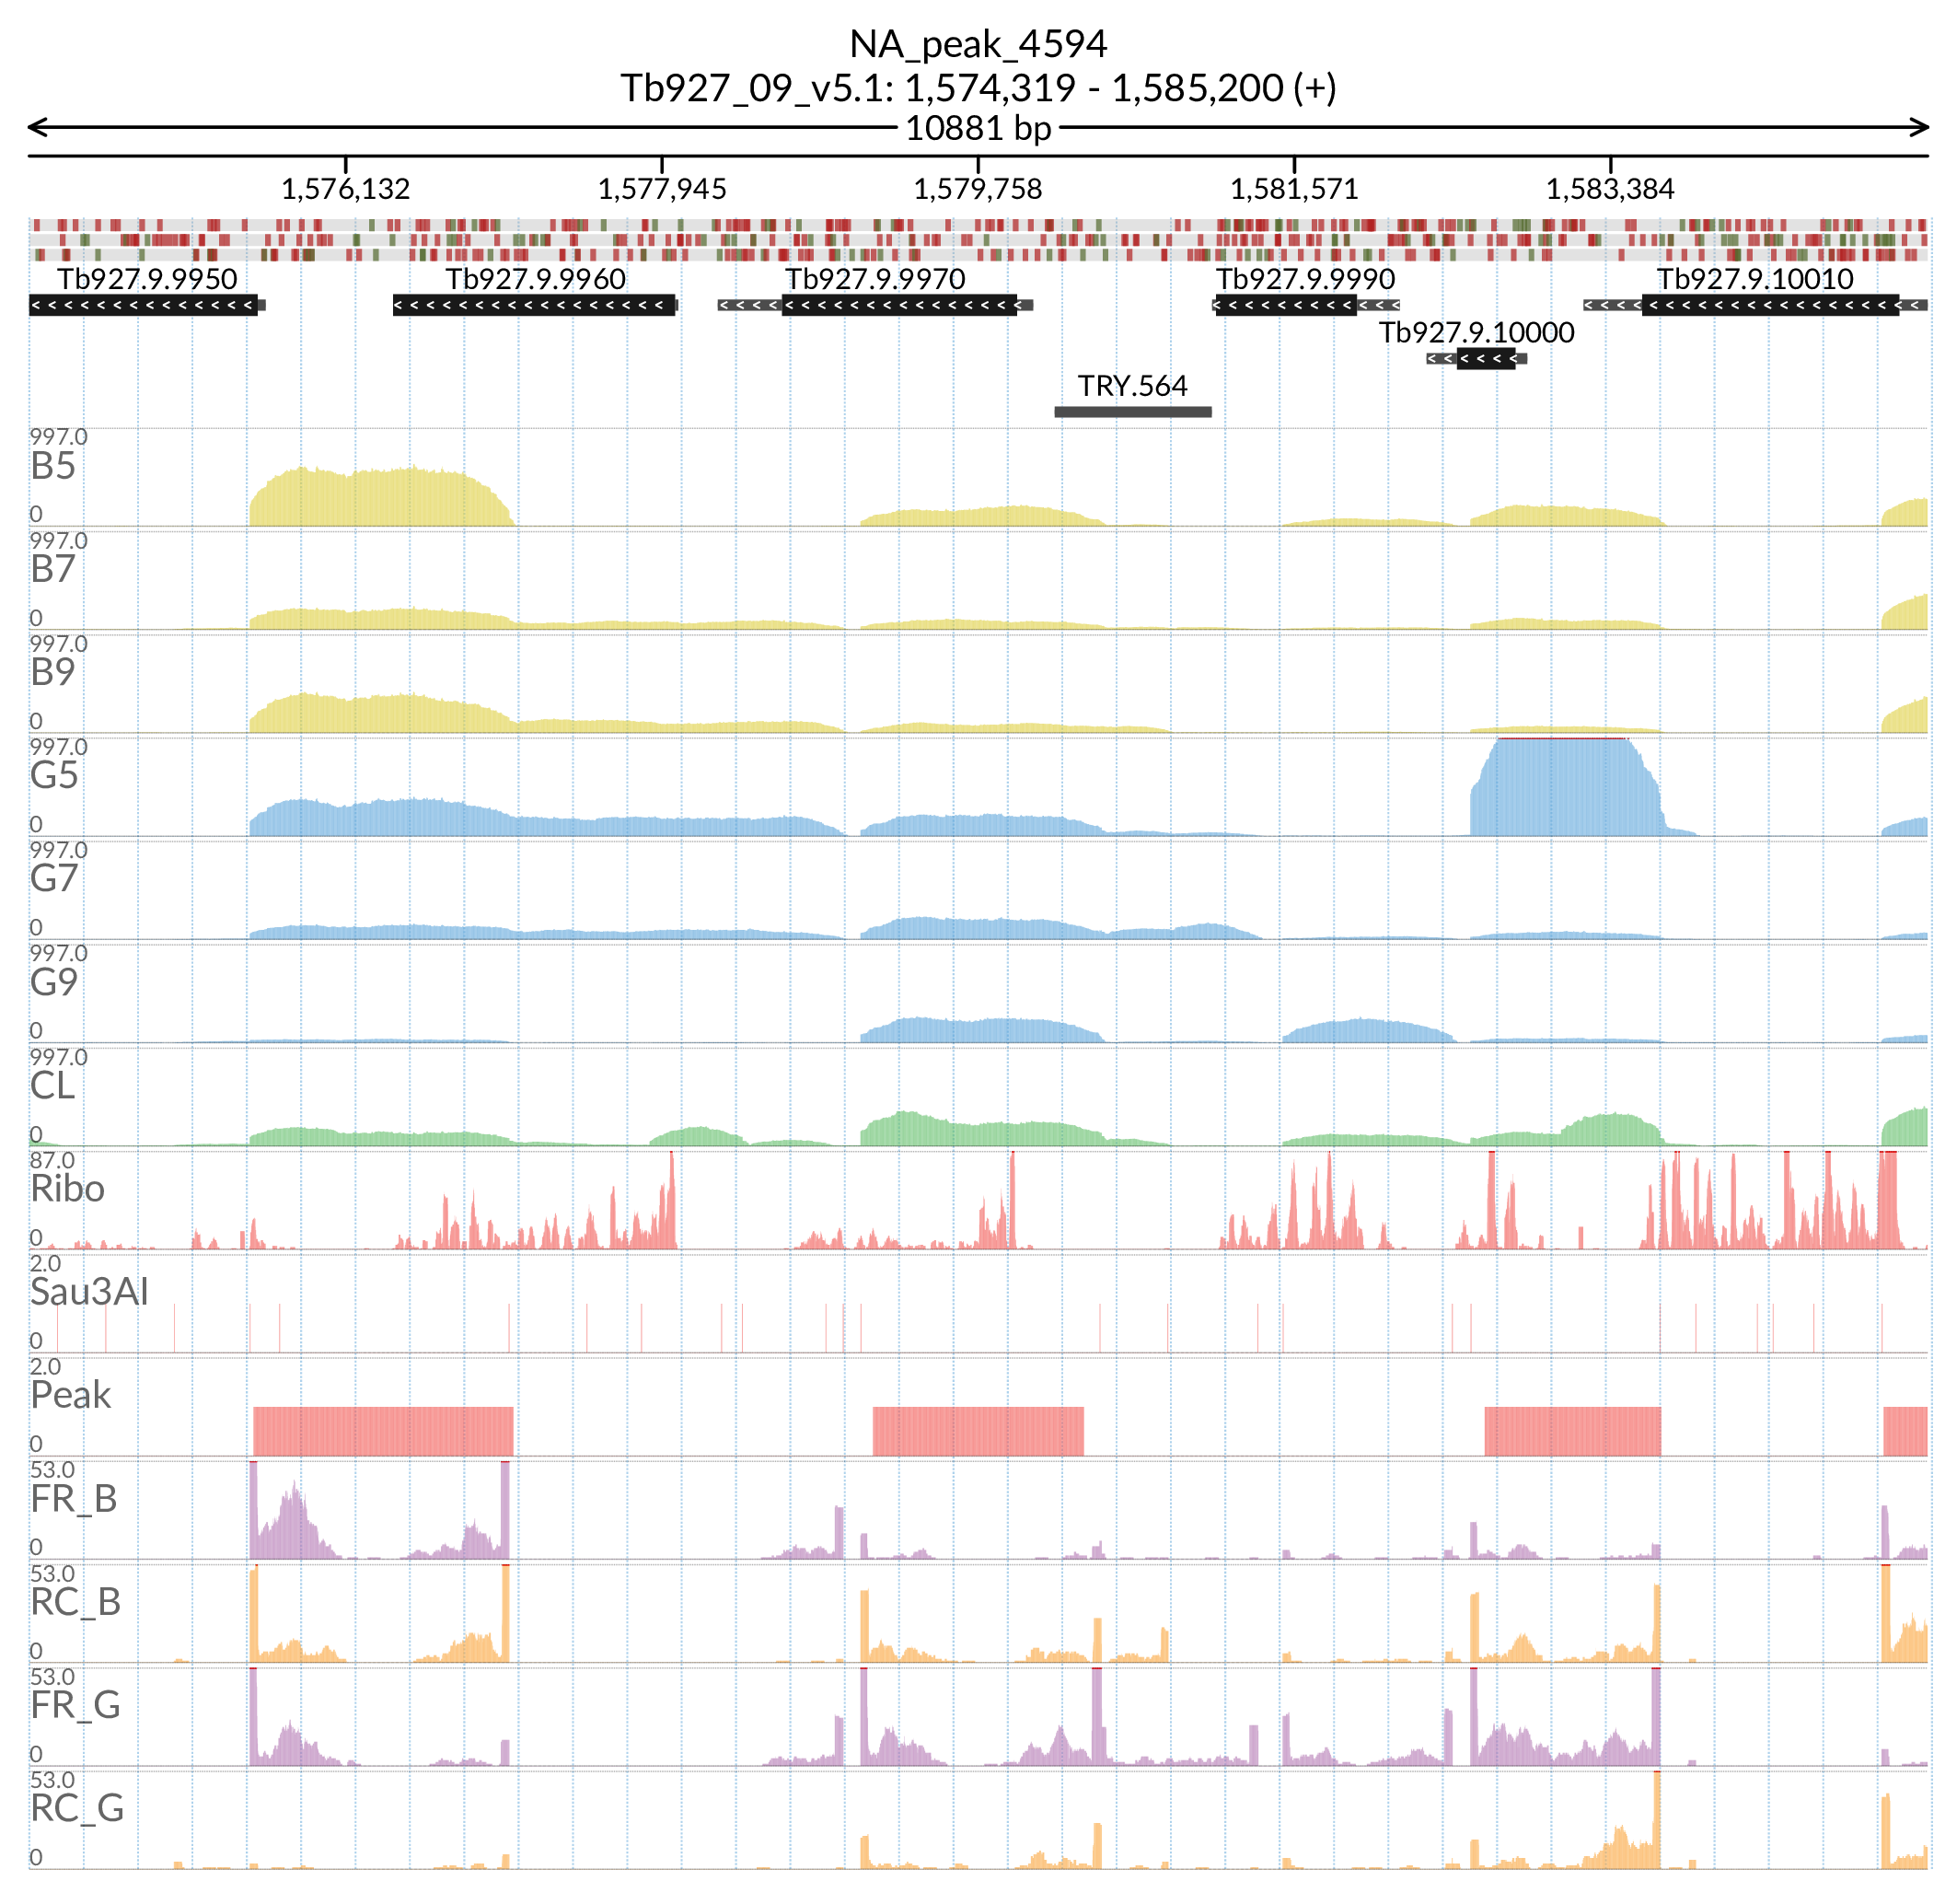 NA_peak_4594
Tb927_09_v5.1: 1,574,319 - 1,585,200 (+)
10881 bp
1,576,132 1,577,945 1,579,758 1,581,571 1,583,384
Tb927.9.9950 Tb927.9.9960 Tb927.9.9970 Tb927.9.9990 Tb927.9.10010
Tb927.9.10000
TRY.564
997.0
B5
0
997.0
B7
0
997.0
B9
0
997.0
G5
0
997.0
G7
0
997.0
G9
0
997.0
CL
0
87.0
Ribo
0
2.0
Sau3AI
0
2.0
Peak
0
53.0
FR_B
0
53.0
RC_B
0
53.0
FR_G
0
53.0
RC_G
0